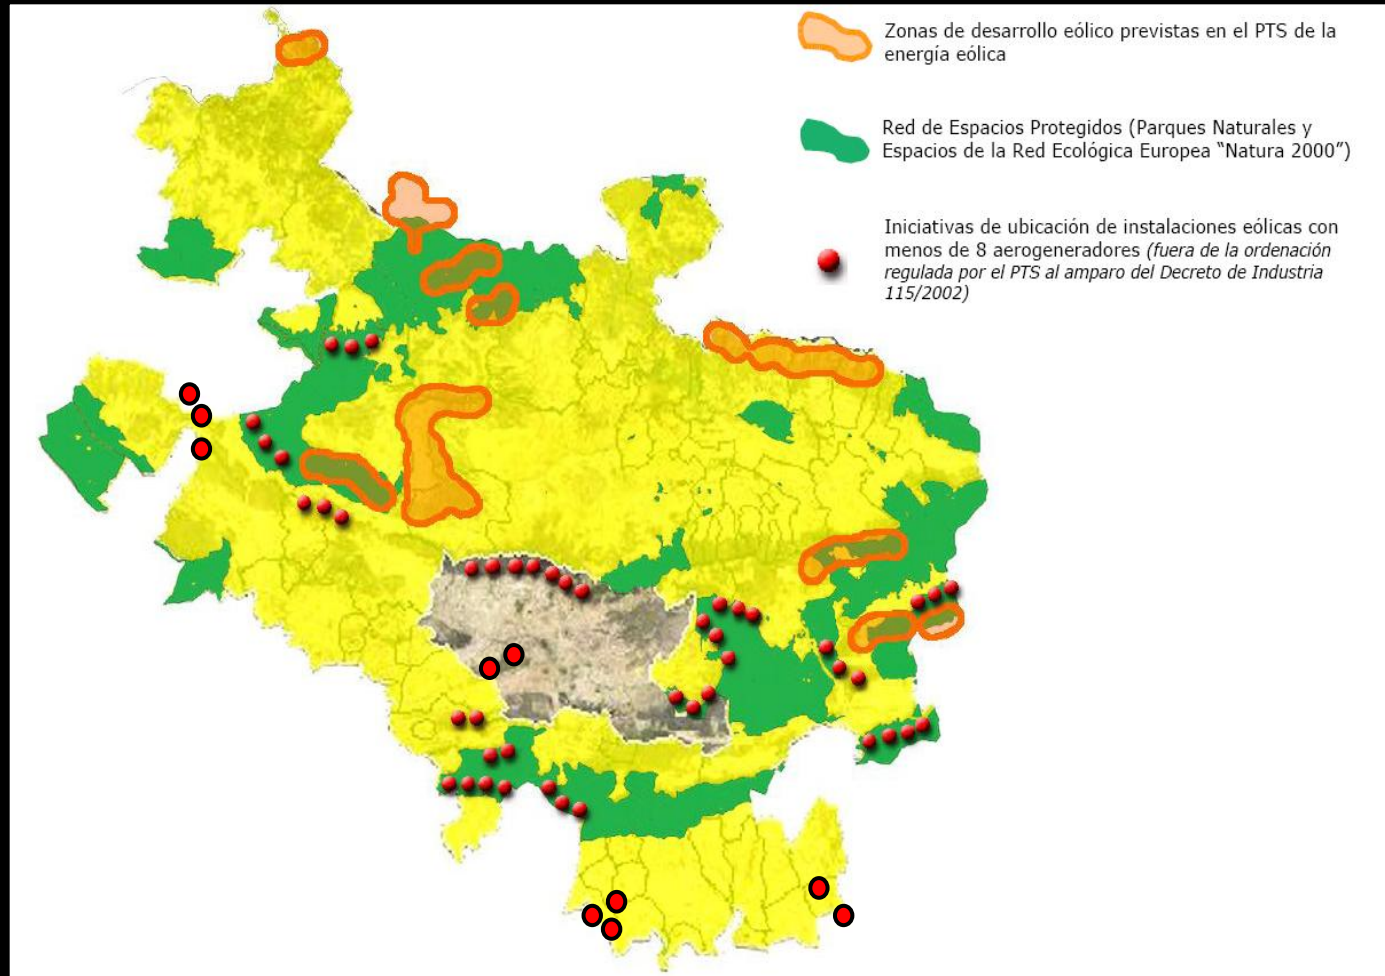 Zonas de desarrollo eólico previstas en el PTS de la
energía eólica
Red de Espacios Protegidos (Parques Naturales y
Espacios de la Red Ecológica Europea “Natura 2000”)
Iniciativas de ubicación de instalaciones eólicas con
menos de 8 aerogeneradores (fuera de la ordenación
regulada por el PTS al amparo del Decreto de Industria
115/2002)